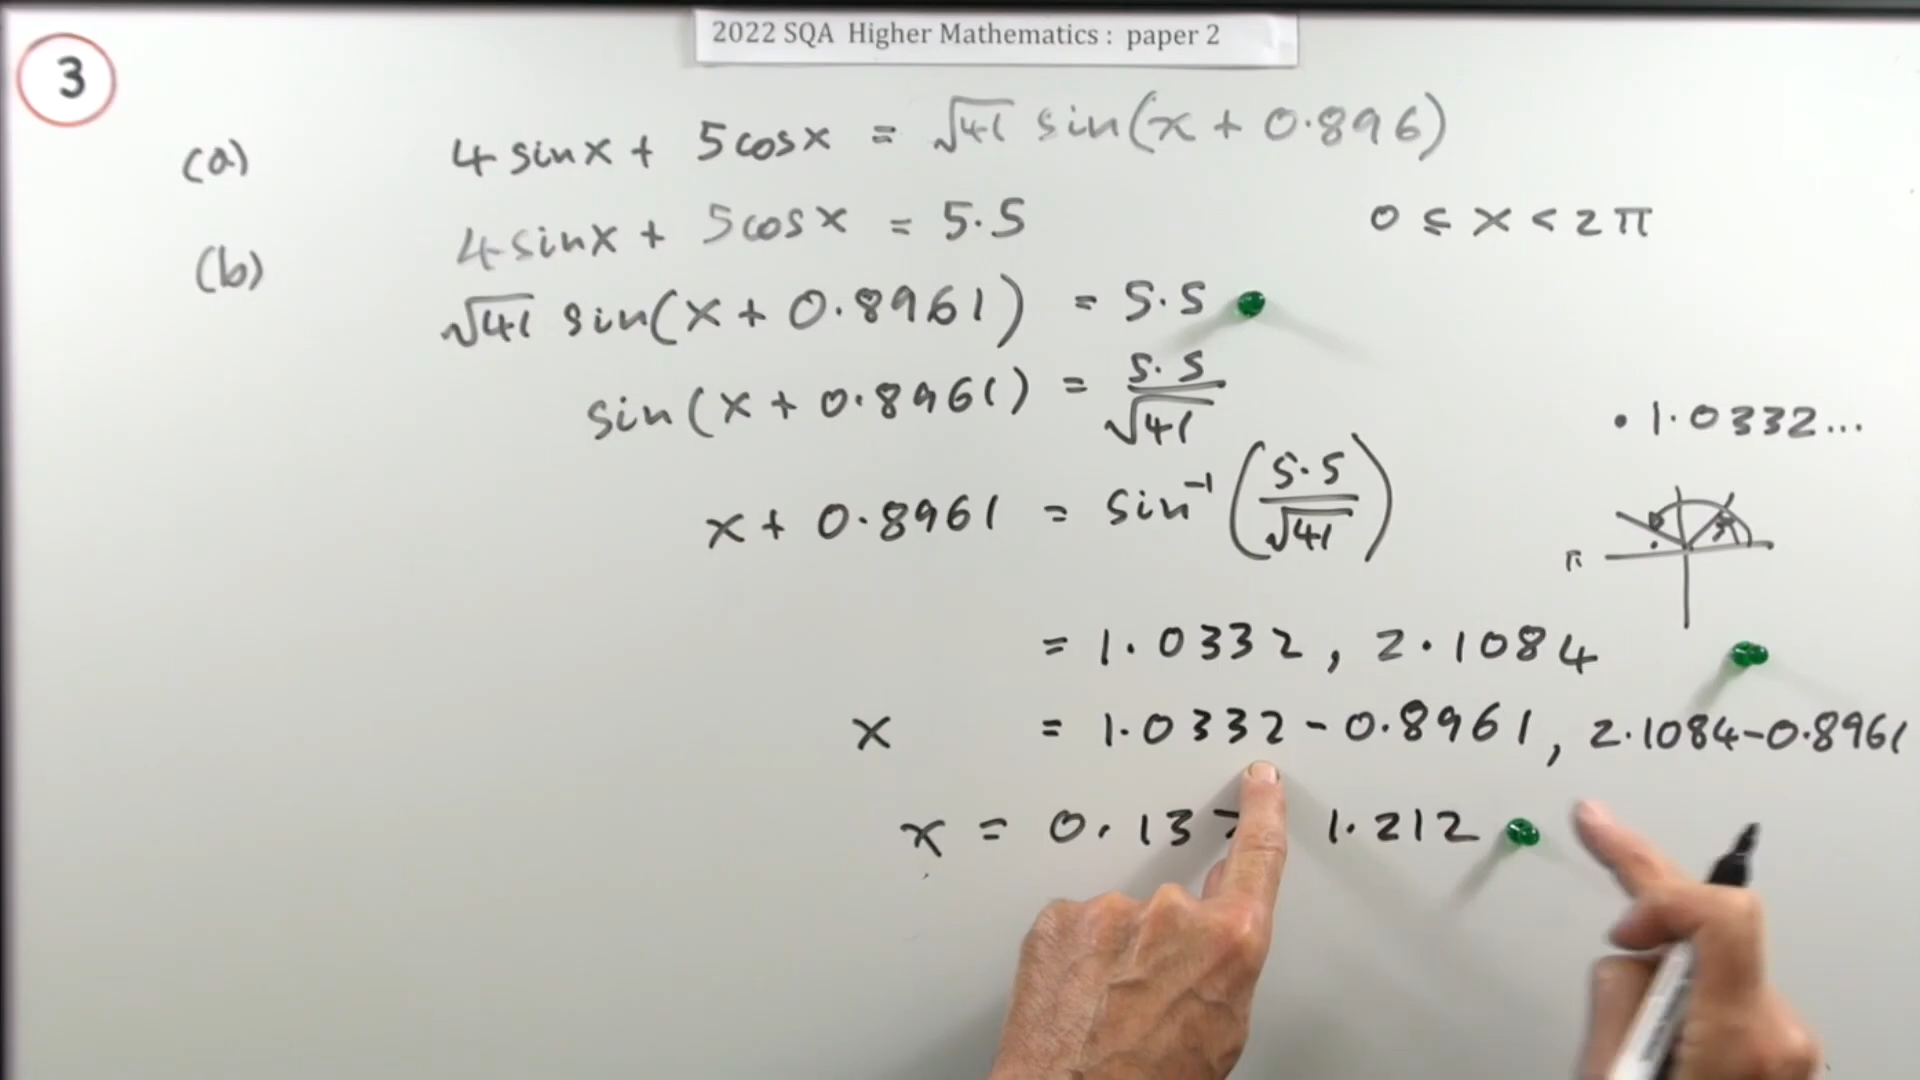 2022 SQA Higher Mathematics : paper 2
3
(a) 4 sinx + 5cosx = √41 sin(x + 0.896)
(b) 4sinx + 5cosx = 5.5 0 ≤ x < 2π
√41 sin(x + 0.8961) = 5.5
sin(x + 0.8961) = 5.5/√41
• 1.0332...
x + 0.8961 = sin⁻¹(5.5/√41)
π
= 1.0332, 2.1084
x = 1.0332 - 0.8961, 2.1084-0.8961
x = 0.137 1.212